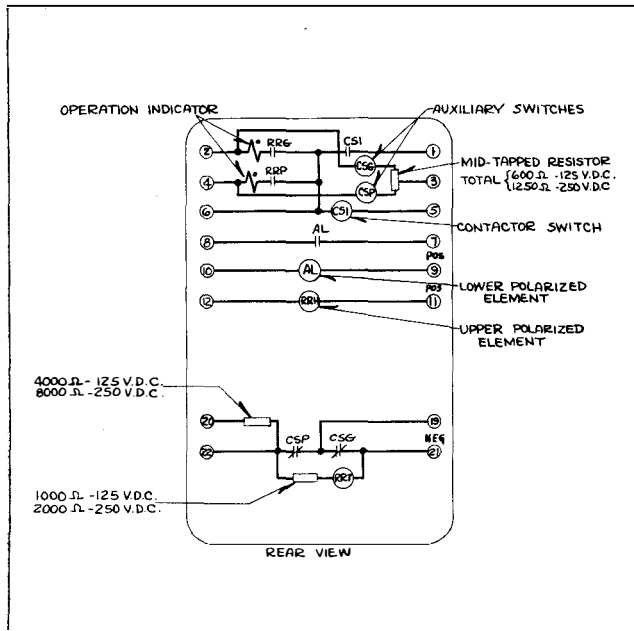 OPERATION INDICATOR
AUXILIARY SWITCHES
RRG
CS1
2
1
CSG
MID-TAPPED RESISTOR
TOTAL {600 Ω -125 V.D.C.
1250 Ω -250 V.D.C
RRP
4
3
CSP
6
CS1
5
CONTACTOR SWITCH
AL
8
7
POS
10
AL
9
LOWER POLARIZED
ELEMENT
POS
12
RRH
11
UPPER POLARIZED
ELEMENT
4000 Ω - 125 V.D.C.
8000 Ω -250 V.D.C.
20
19
CSP
CSG
NEG
22
21
RRT
1000 Ω -125 V.D.C.
2000 Ω -250 V.D.C.
REAR VIEW